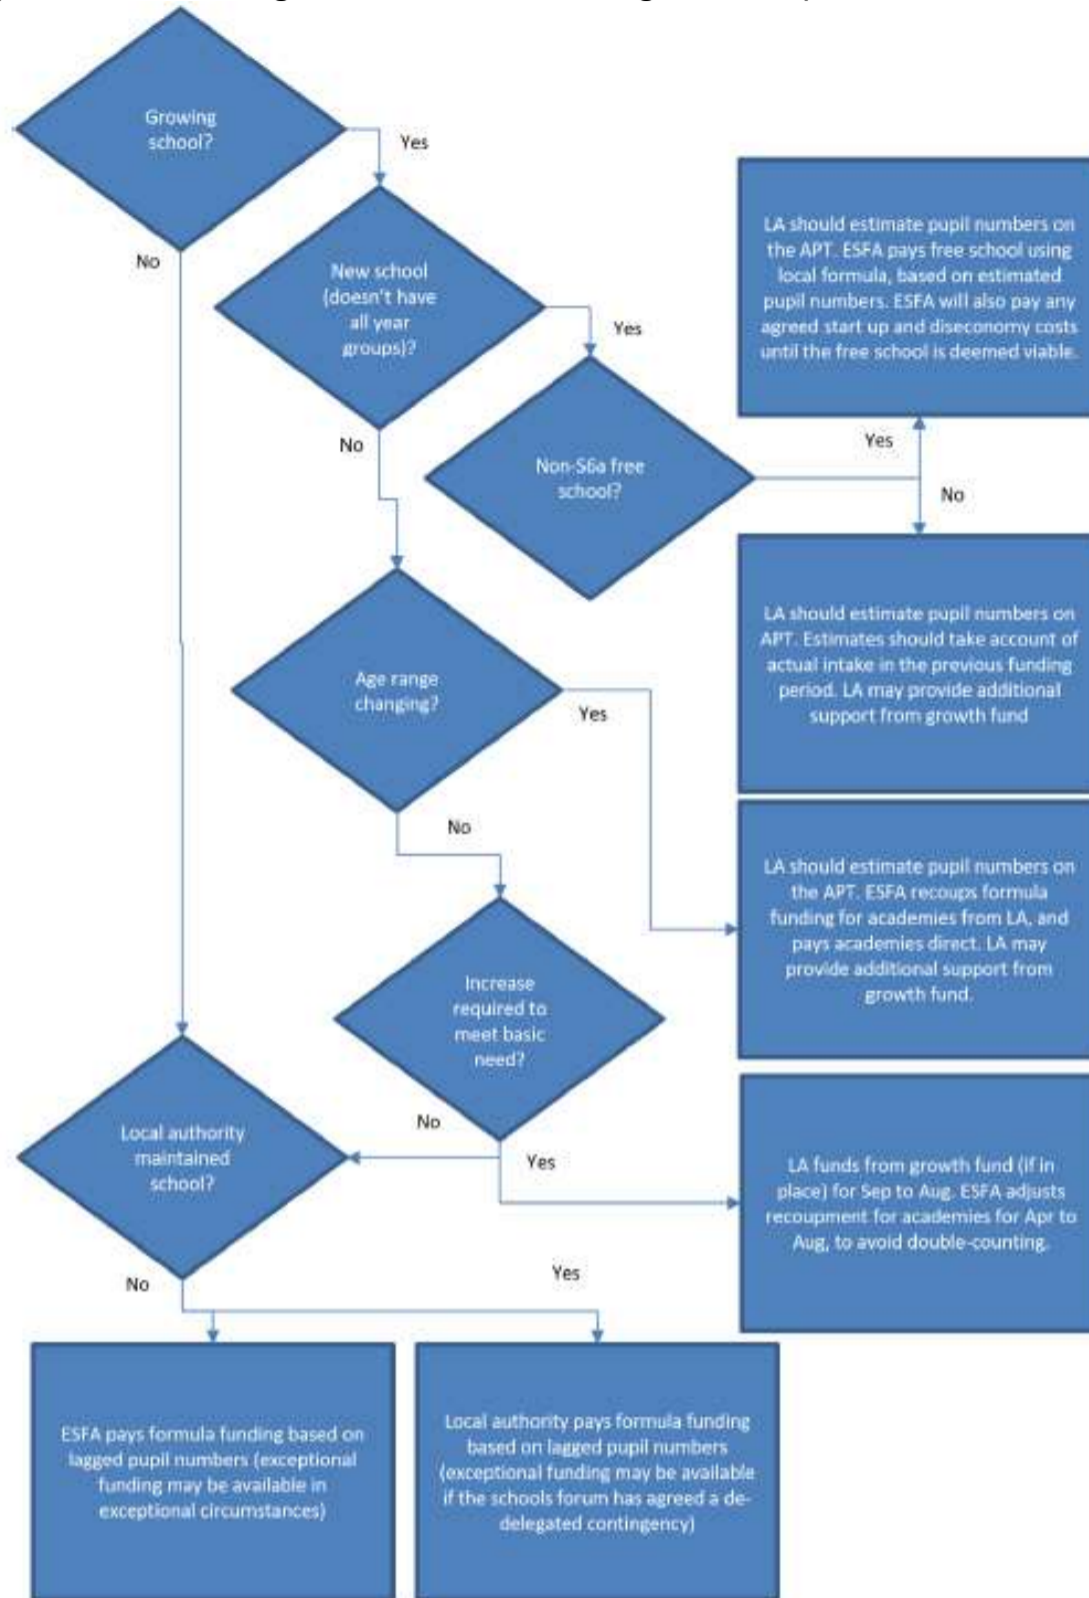 Growing
school?
Yes
No
New school
(doesn't have
all year
groups)?
Yes
No
LA should estimate pupil numbers on
the APT. ESFA pays free school using
local formula, based on estimated
pupil numbers. ESFA will also pay any
agreed start up and diseconomy costs
until the free school is deemed viable.
Non-S6a free
school?
Yes
No
LA should estimate pupil numbers on
APT. Estimates should take account of
actual intake in the previous funding
period. LA may provide additional
support from growth fund
Age range
changing?
Yes
No
LA should estimate pupil numbers on
the APT. ESFA recoups formula
funding for academies from LA, and
pays academies direct. LA may
provide additional support from
growth fund.
Increase
required to
meet basic
need?
No
Yes
LA funds from growth fund (if in
place) for Sep to Aug. ESFA adjusts
recoupment for academies for Apr to
Aug, to avoid double-counting.
Local authority
maintained
school?
No
Yes
ESFA pays formula funding based on
lagged pupil numbers (exceptional
funding may be available in
exceptional circumstances)
Local authority pays formula funding
based on lagged pupil numbers
(exceptional funding may be available
if the schools forum has agreed a de-
delegated contingency)